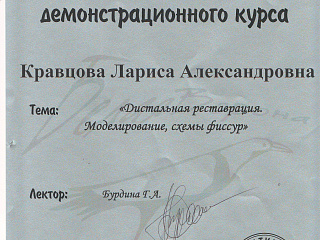 демонстрационного курса
Кравцова Лариса Александровна
Тема: «Дистальная реставрация.
Моделирование, схемы фиссур»
Лектор: Бурдина Г.А.